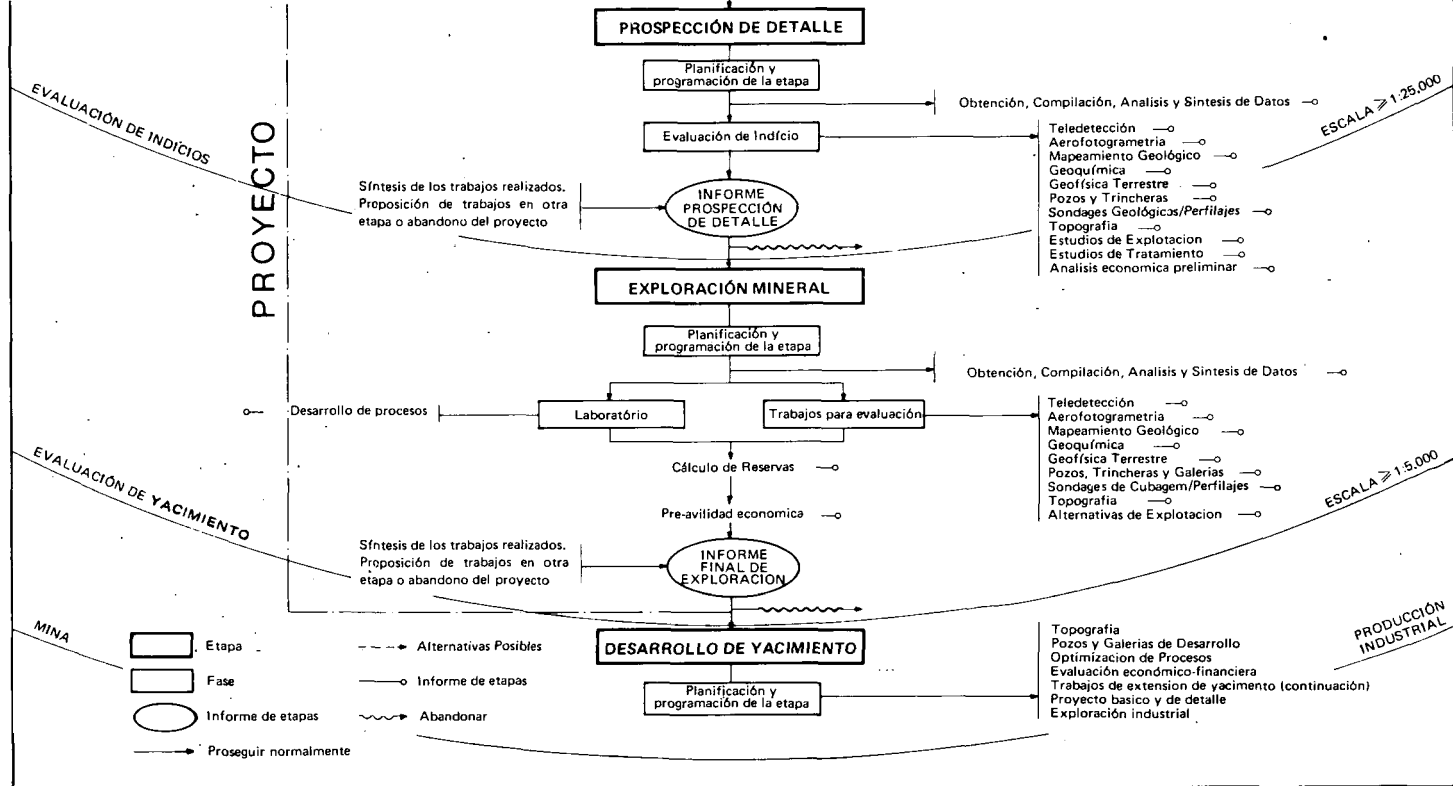 PROSPECCIÓN DE DETALLE
Planificación y
programación de la etapa
Obtención, Compilación, Analisis y Sintesis de Datos
EVALUACIÓN DE INDÍCIOS
ESCALA ⩾ 1:25.000
PROYECTO
Evaluación de Indício
Teledetección
Aerofotogrametria
Mapeamiento Geológico
Geoquímica
Geofísica Terrestre
Pozos y Trincheras
Sondages Geológicos/Perfilajes
Topografia
Estudios de Explotacion
Estudios de Tratamiento
Analisis economica preliminar
Síntesis de los trabajos realizados.
Proposición de trabajos en otra
etapa o abandono del proyecto
INFORME
PROSPECCIÓN
DE DETALLE
EXPLORACIÓN MINERAL
Planificación y
programación de la etapa
Obtención, Compilación, Analisis y Sintesis de Datos
Desarrollo de procesos
Laboratório
Trabajos para evaluación
Teledetección
Aerofotogrametria
Mapeamiento Geológico
Geoquímica
Geofísica Terrestre
Pozos, Trincheras y Galerias
Sondages de Cubagem/Perfilajes
Topografia
Alternativas de Explotacion
Cálculo de Reservas
Pre-avilidad economica
EVALUACIÓN DE YACIMIENTO
ESCALA ⩾ 1:5.000
Síntesis de los trabajos realizados.
Proposición de trabajos en otra
etapa o abandono del proyecto
INFORME
FINAL DE
EXPLORACION
MINA
PRODUCCIÓN
INDUSTRIAL
DESARROLLO DE YACIMIENTO
Planificación y
programación de la etapa
Topografia
Pozos y Galerias de Desarrollo
Optimizacion de Procesos
Evaluación económico-financiera
Trabajos de extension de yacimento (continuación)
Proyecto basico y de detalle
Exploración industrial
Etapa
Alternativas Posibles
Fase
Informe de etapas
Informe de etapas
Abandonar
Proseguir normalmente